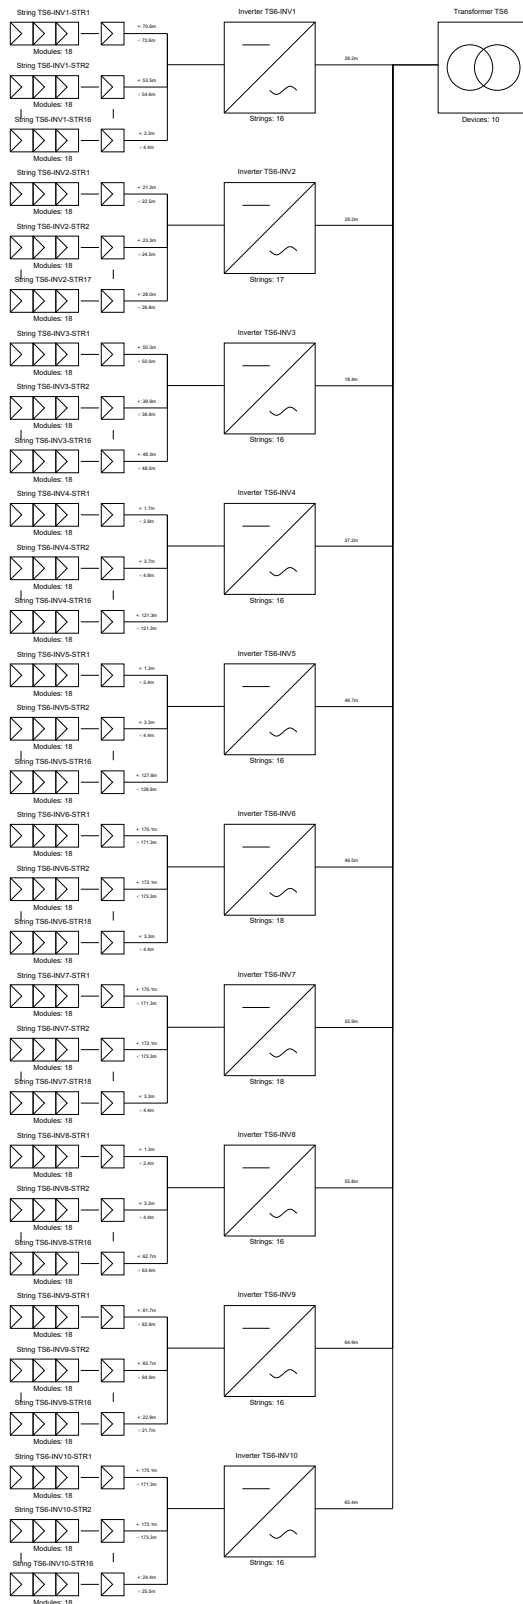 String TS6-INV1-STR1
Inverter TS6-INV1
Transformer TS6
+: 70.6m
-: 72.6m
Modules: 18
String TS6-INV1-STR2
28.2m
+: 53.5m
-: 54.6m
Modules: 18
String TS6-INV1-STR16
Strings: 16
Devices: 10
+: 3.3m
-: 4.4m
Modules: 18
String TS6-INV2-STR1
Inverter TS6-INV2
+: 21.3m
-: 22.5m
Modules: 18
String TS6-INV2-STR2
29.2m
+: 23.3m
-: 24.5m
Modules: 18
String TS6-INV2-STR17
Strings: 17
+: 28.0m
-: 26.8m
Modules: 18
String TS6-INV3-STR1
Inverter TS6-INV3
+: 50.3m
-: 50.0m
Modules: 18
String TS6-INV3-STR2
+: 38.9m
-: 38.9m
Modules: 18
String TS6-INV3-STR16
Strings: 16
+: 48.3m
-: 48.0m
Modules: 18
String TS6-INV4-STR1
Inverter TS6-INV4
+: 1.7m
-: 2.8m
Modules: 18
String TS6-INV4-STR2
37.2m
+: 3.7m
-: 4.8m
Modules: 18
String TS6-INV4-STR16
Strings: 16
+: 121.3m
-: 121.3m
Modules: 18
String TS6-INV5-STR1
Inverter TS6-INV5
+: 1.3m
-: 2.4m
Modules: 18
String TS6-INV5-STR2
46.7m
+: 3.3m
-: 4.4m
Modules: 18
String TS6-INV5-STR16
Strings: 16
+: 127.6m
-: 128.8m
Modules: 18
String TS6-INV6-STR1
Inverter TS6-INV6
+: 170.1m
-: 171.3m
Modules: 18
String TS6-INV6-STR2
46.5m
+: 172.1m
-: 173.3m
Modules: 18
String TS6-INV6-STR18
Strings: 18
+: 3.3m
-: 4.4m
Modules: 18
String TS6-INV7-STR1
Inverter TS6-INV7
+: 170.1m
-: 171.3m
Modules: 18
String TS6-INV7-STR2
55.9m
+: 172.1m
-: 173.3m
Modules: 18
String TS6-INV7-STR18
Strings: 18
+: 3.3m
-: 4.4m
Modules: 18
String TS6-INV8-STR1
Inverter TS6-INV8
+: 1.3m
-: 2.4m
Modules: 18
String TS6-INV8-STR2
55.8m
+: 3.3m
-: 4.4m
Modules: 18
String TS6-INV8-STR16
Strings: 16
+: 62.7m
-: 63.9m
Modules: 18
String TS6-INV9-STR1
Inverter TS6-INV9
+: 81.7m
-: 82.9m
Modules: 18
String TS6-INV9-STR2
64.9m
+: 83.7m
-: 84.9m
Modules: 18
String TS6-INV9-STR16
Strings: 16
+: 22.9m
-: 21.7m
Modules: 18
String TS6-INV10-STR1
Inverter TS6-INV10
+: 170.1m
-: 171.3m
Modules: 18
String TS6-INV10-STR2
65.4m
+: 172.1m
-: 173.3m
Modules: 18
String TS6-INV10-STR16
Strings: 16
+: 24.4m
-: 25.5m
Modules: 18